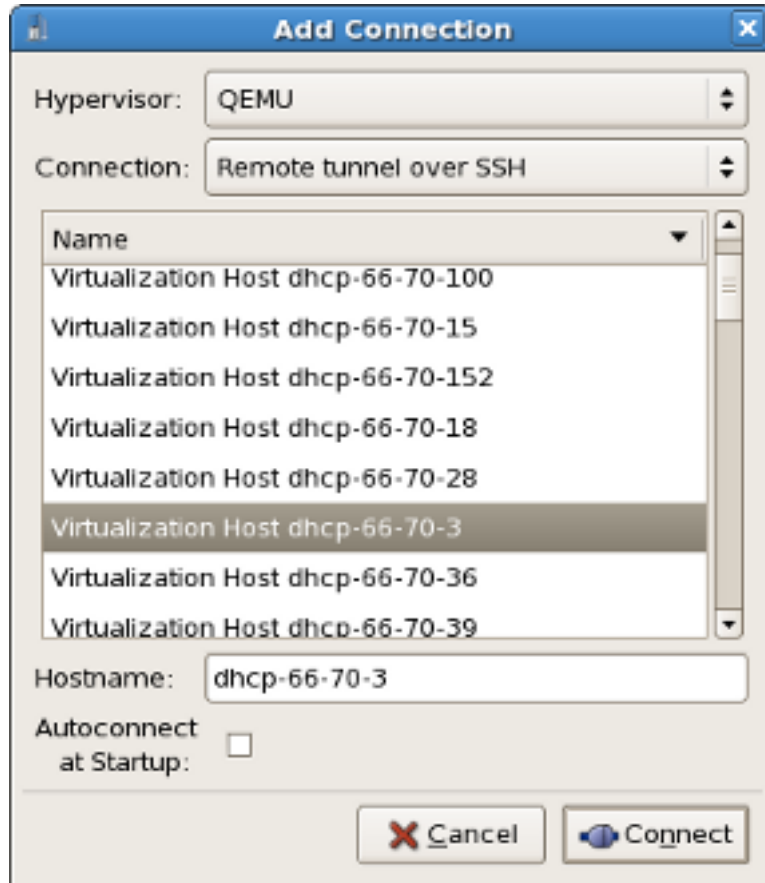 Add Connection
Hypervisor: QEMU
Connection: Remote tunnel over SSH
Name
Virtualization Host dhcp-66-70-100
Virtualization Host dhcp-66-70-15
Virtualization Host dhcp-66-70-152
Virtualization Host dhcp-66-70-18
Virtualization Host dhcp-66-70-28
Virtualization Host dhcp-66-70-3
Virtualization Host dhcp-66-70-36
Virtualization Host dhcp-66-70-39
Hostname: dhcp-66-70-3
Autoconnect
at Startup:
Cancel Connect